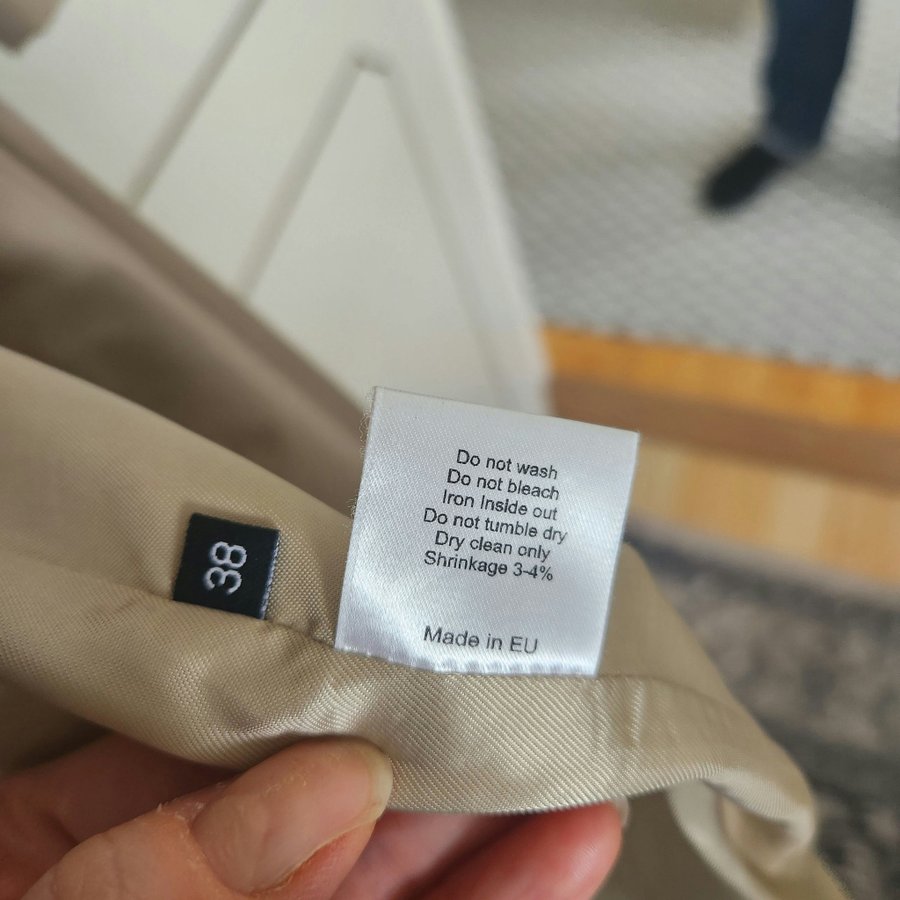 38
Do not wash
Do not bleach
Iron Inside out
Do not tumble dry
Dry clean only
Shrinkage 3-4%
Made in EU